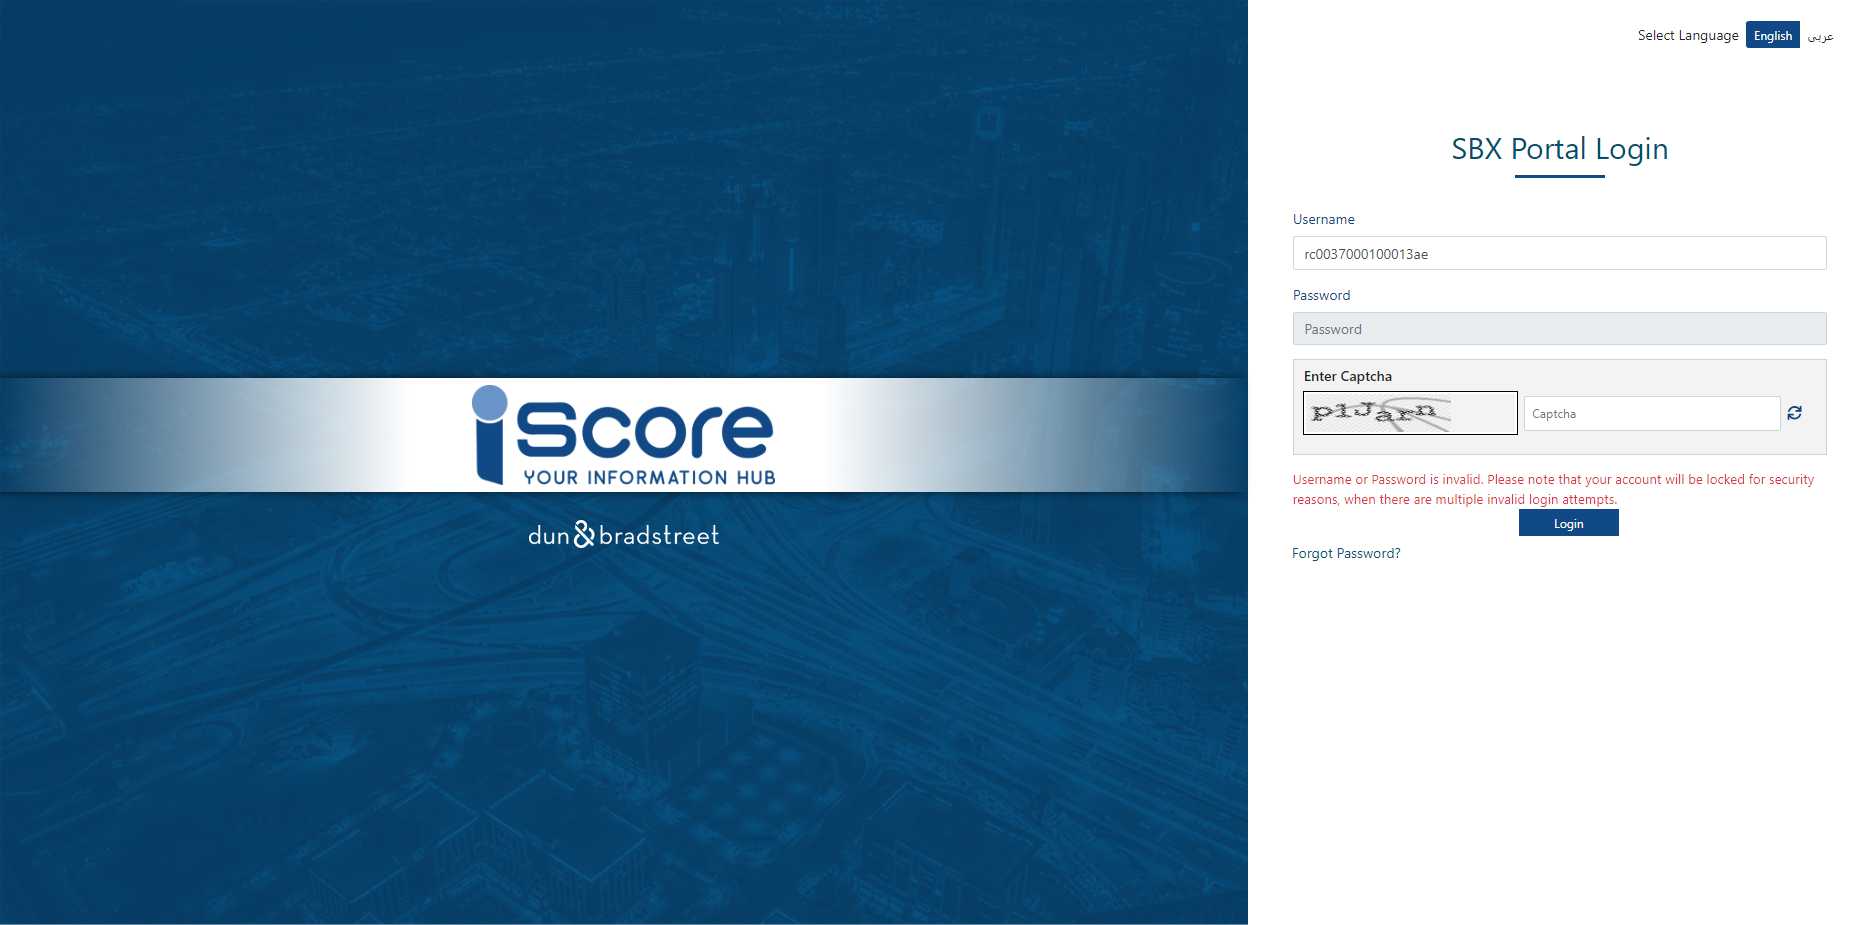 Select Language English عربى
SBX Portal Login
Username
rc0037000100013ae
Password
Password
Enter Captcha
Captcha
Username or Password is invalid. Please note that your account will be locked for security
reasons, when there are multiple invalid login attempts.
Login
Forgot Password?
iScore
YOUR INFORMATION HUB
dun&bradstreet